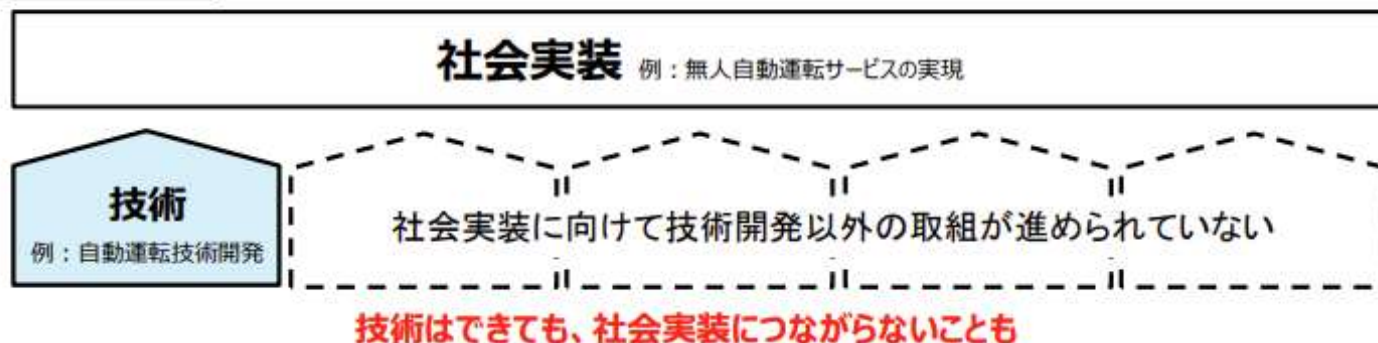 社会実装 例：無人自動運転サービスの実現
技術
例：自動運転技術開発
社会実装に向けて技術開発以外の取組が進められていない
技術はできても、社会実装につながらないことも